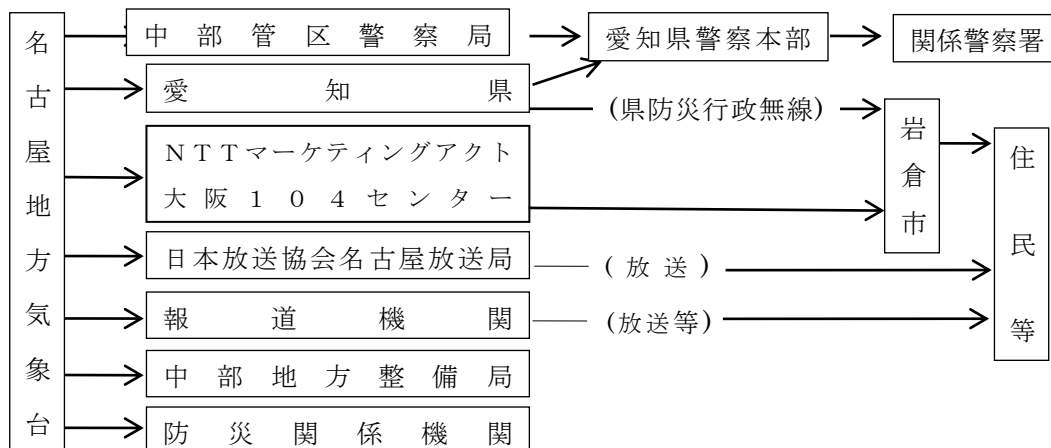 名古屋地方気象台
中部管区警察局
愛知県警察本部
関係警察署
愛知県
(県防災行政無線)
岩倉市
住民等
NTTマーケティングアクト
大阪104センター
日本放送協会名古屋放送局
(放送)
報道機関
(放送等)
中部地方整備局
防災関係機関